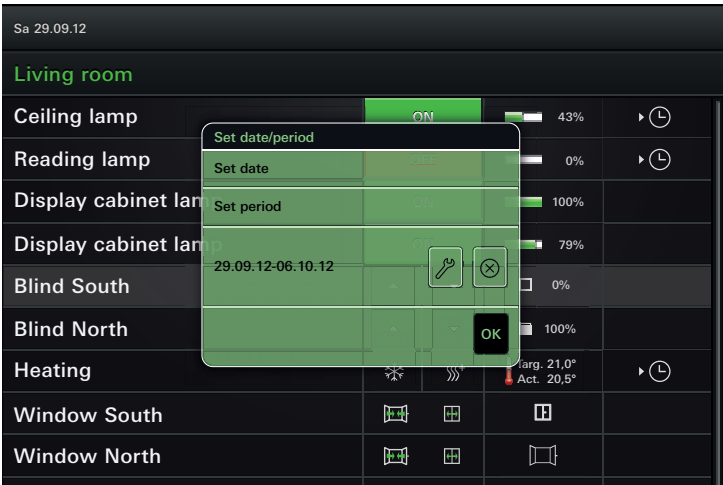 Sa 29.09.12
Living room
Ceiling lamp ON 43%
Set date/period
Reading lamp OFF 0%
Set date
Display cabinet lam 100%
Set period
Display cabinet lamp 79%
29.09.12-06.10.12
Blind South 0%
Blind North 100%
OK
Heating Targ. 21,0°
Act. 20,5°
Window South
Window North